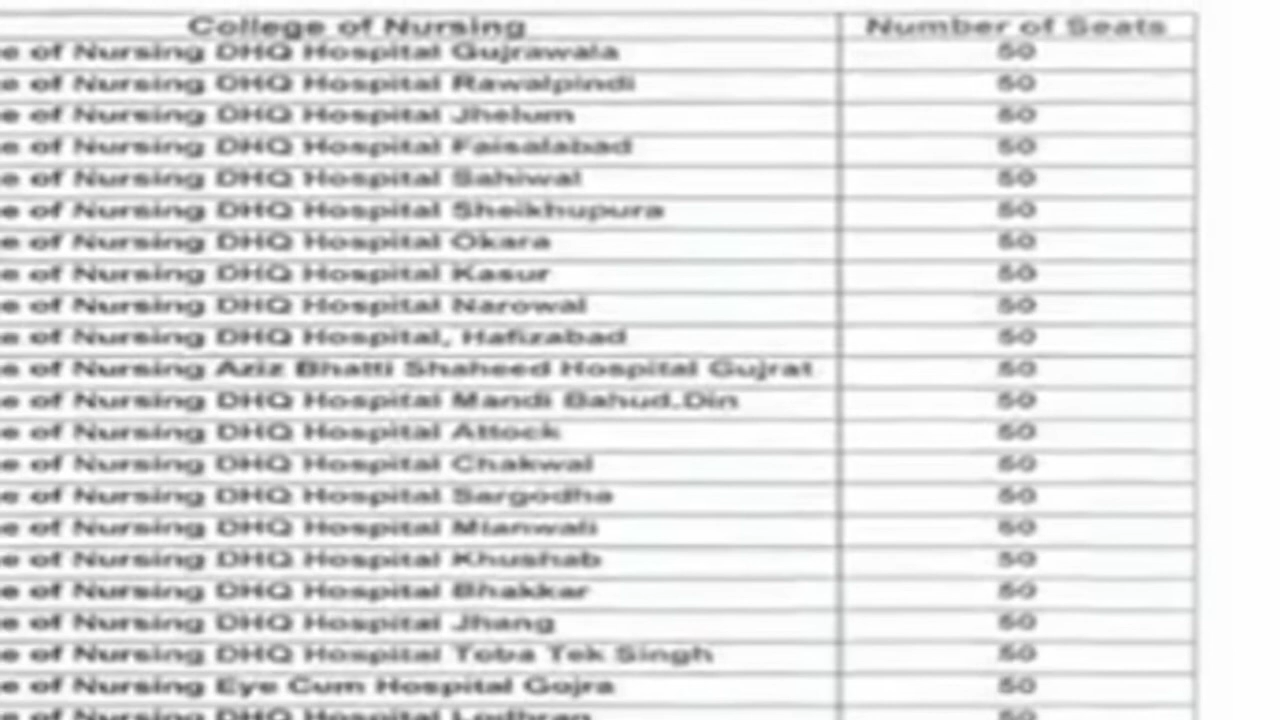 College of Nursing Number of Seats
e of Nursing DHQ Hospital Gujrawala 50
e of Nursing DHQ Hospital Rawalpindi 50
e of Nursing DHQ Hospital Jhelum 50
e of Nursing DHQ Hospital Faisalabad 50
e of Nursing DHQ Hospital Sahiwal 50
e of Nursing DHQ Hospital Sheikhupura 50
e of Nursing DHQ Hospital Okara 50
e of Nursing DHQ Hospital Kasur 50
e of Nursing DHQ Hospital Narowal 50
e of Nursing DHQ Hospital, Hafizabad 50
e of Nursing Aziz Bhatti Shaheed Hospital Gujrat 50
e of Nursing DHQ Hospital Mandi Bahud.Din 50
e of Nursing DHQ Hospital Attock 50
e of Nursing DHQ Hospital Chakwal 50
e of Nursing DHQ Hospital Sargodha 50
e of Nursing DHQ Hospital Mianwali 50
e of Nursing DHQ Hospital Khushab 50
e of Nursing DHQ Hospital Bhakkar 50
e of Nursing DHQ Hospital Jhang 50
e of Nursing DHQ Hospital Toba Tek Singh 50
e of Nursing Eye Cum Hospital Gojra 50
e of Nursing DHQ Hospital Lodhran 50